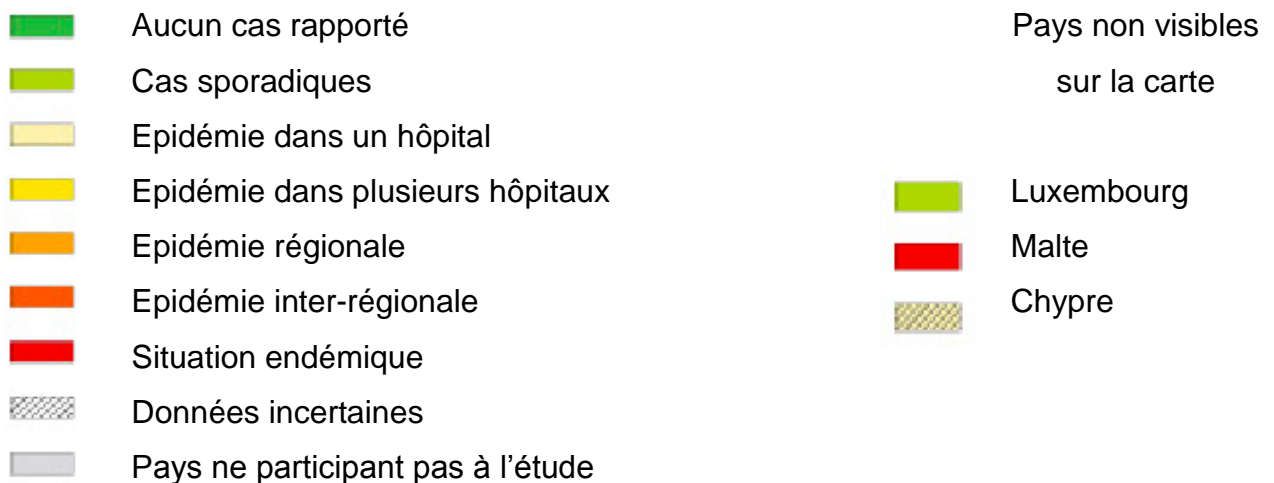 Aucun cas rapporté
Cas sporadiques
Epidémie dans un hôpital
Epidémie dans plusieurs hôpitaux
Epidémie régionale
Epidémie inter-régionale
Situation endémique
Données incertaines
Pays ne participant pas à l’étude
Pays non visibles
sur la carte
Luxembourg
Malte
Chypre